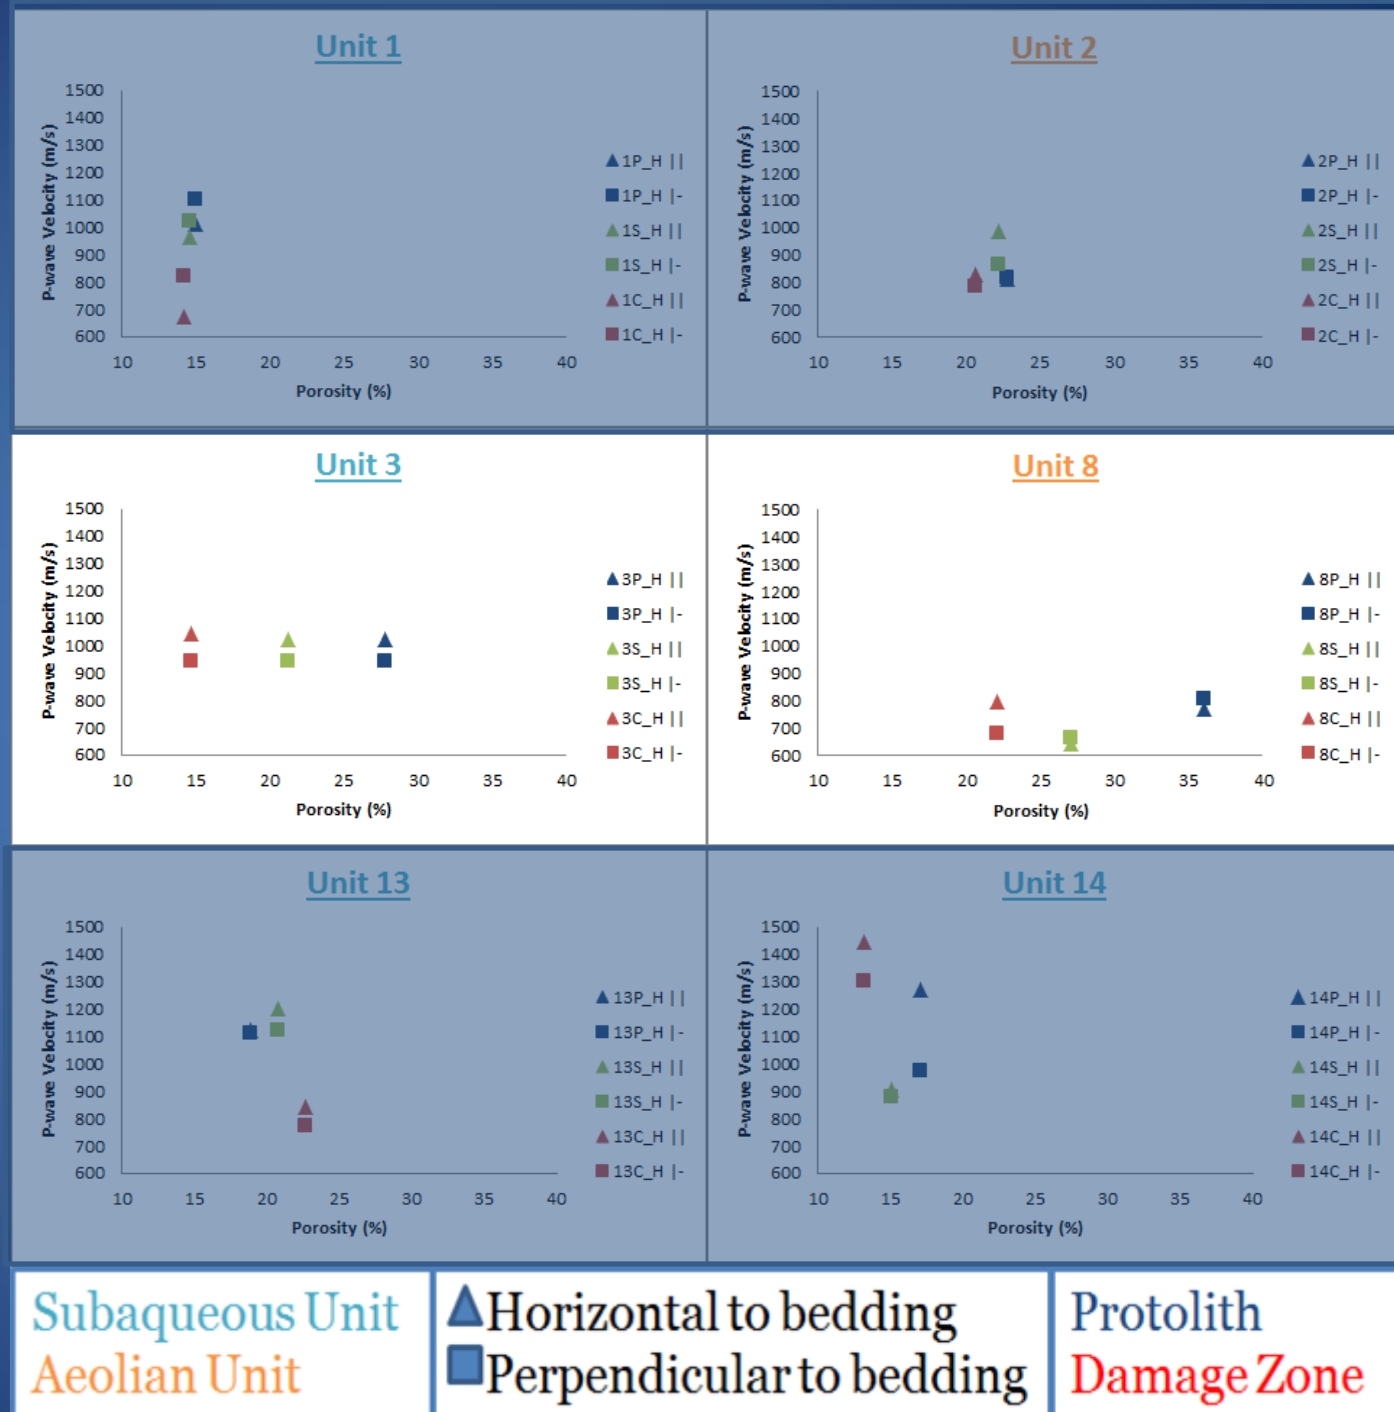 Unit 1
1500
1400
1300
1200
1100
1000
900
800
700
600
P-wave Velocity (m/s)
10 15 20 25 30 35 40
Porosity (%)
1P_H ||
1P_H |-
1S_H ||
1S_H |-
1C_H ||
1C_H |-
Unit 2
1500
1400
1300
1200
1100
1000
900
800
700
600
P-wave Velocity (m/s)
10 15 20 25 30 35 40
Porosity (%)
2P_H ||
2P_H |-
2S_H ||
2S_H |-
2C_H ||
2C_H |-
Unit 3
1500
1400
1300
1200
1100
1000
900
800
700
600
P-wave Velocity (m/s)
10 15 20 25 30 35 40
Porosity (%)
3P_H ||
3P_H |-
3S_H ||
3S_H |-
3C_H ||
3C_H |-
Unit 8
1500
1400
1300
1200
1100
1000
900
800
700
600
P-wave Velocity (m/s)
10 15 20 25 30 35 40
Porosity (%)
8P_H ||
8P_H |-
8S_H ||
8S_H |-
8C_H ||
8C_H |-
Unit 13
1500
1400
1300
1200
1100
1000
900
800
700
600
P-wave Velocity (m/s)
10 15 20 25 30 35 40
Porosity (%)
13P_H ||
13P_H |-
13S_H ||
13S_H |-
13C_H ||
13C_H |-
Unit 14
1500
1400
1300
1200
1100
1000
900
800
700
600
P-wave Velocity (m/s)
10 15 20 25 30 35 40
Porosity (%)
14P_H ||
14P_H |-
14S_H ||
14S_H |-
14C_H ||
14C_H |-
Subaqueous Unit
Aeolian Unit
Horizontal to bedding
Perpendicular to bedding
Protolith
Damage Zone